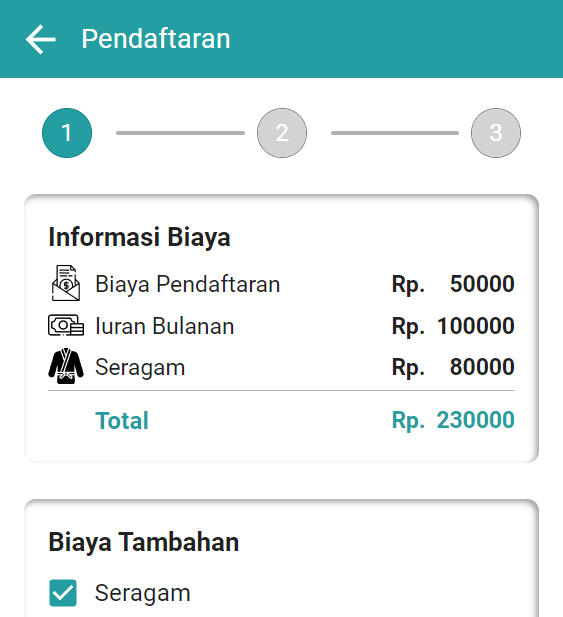 Pendaftaran
1 2 3
Informasi Biaya
Biaya Pendaftaran Rp. 50000
Iuran Bulanan Rp. 100000
Seragam Rp. 80000
Total Rp. 230000
Biaya Tambahan
Seragam